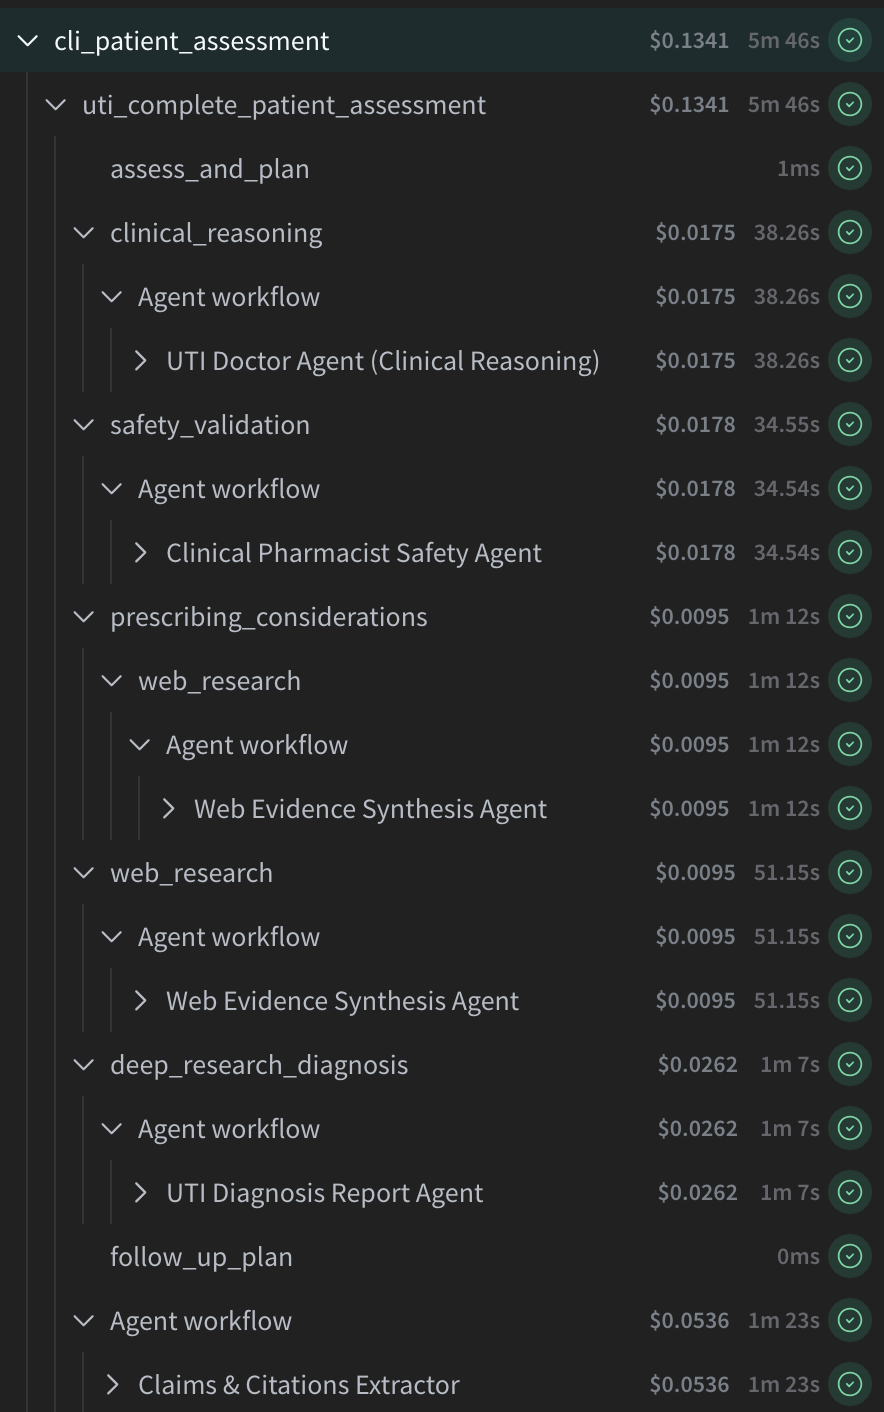 cli_patient_assessment $0.1341 5m 46s
uti_complete_patient_assessment $0.1341 5m 46s
assess_and_plan 1ms
clinical_reasoning $0.0175 38.26s
Agent workflow $0.0175 38.26s
UTI Doctor Agent (Clinical Reasoning) $0.0175 38.26s
safety_validation $0.0178 34.55s
Agent workflow $0.0178 34.54s
Clinical Pharmacist Safety Agent $0.0178 34.54s
prescribing_considerations $0.0095 1m 12s
web_research $0.0095 1m 12s
Agent workflow $0.0095 1m 12s
Web Evidence Synthesis Agent $0.0095 1m 12s
web_research $0.0095 51.15s
Agent workflow $0.0095 51.15s
Web Evidence Synthesis Agent $0.0095 51.15s
deep_research_diagnosis $0.0262 1m 7s
Agent workflow $0.0262 1m 7s
UTI Diagnosis Report Agent $0.0262 1m 7s
follow_up_plan 0ms
Agent workflow $0.0536 1m 23s
Claims & Citations Extractor $0.0536 1m 23s